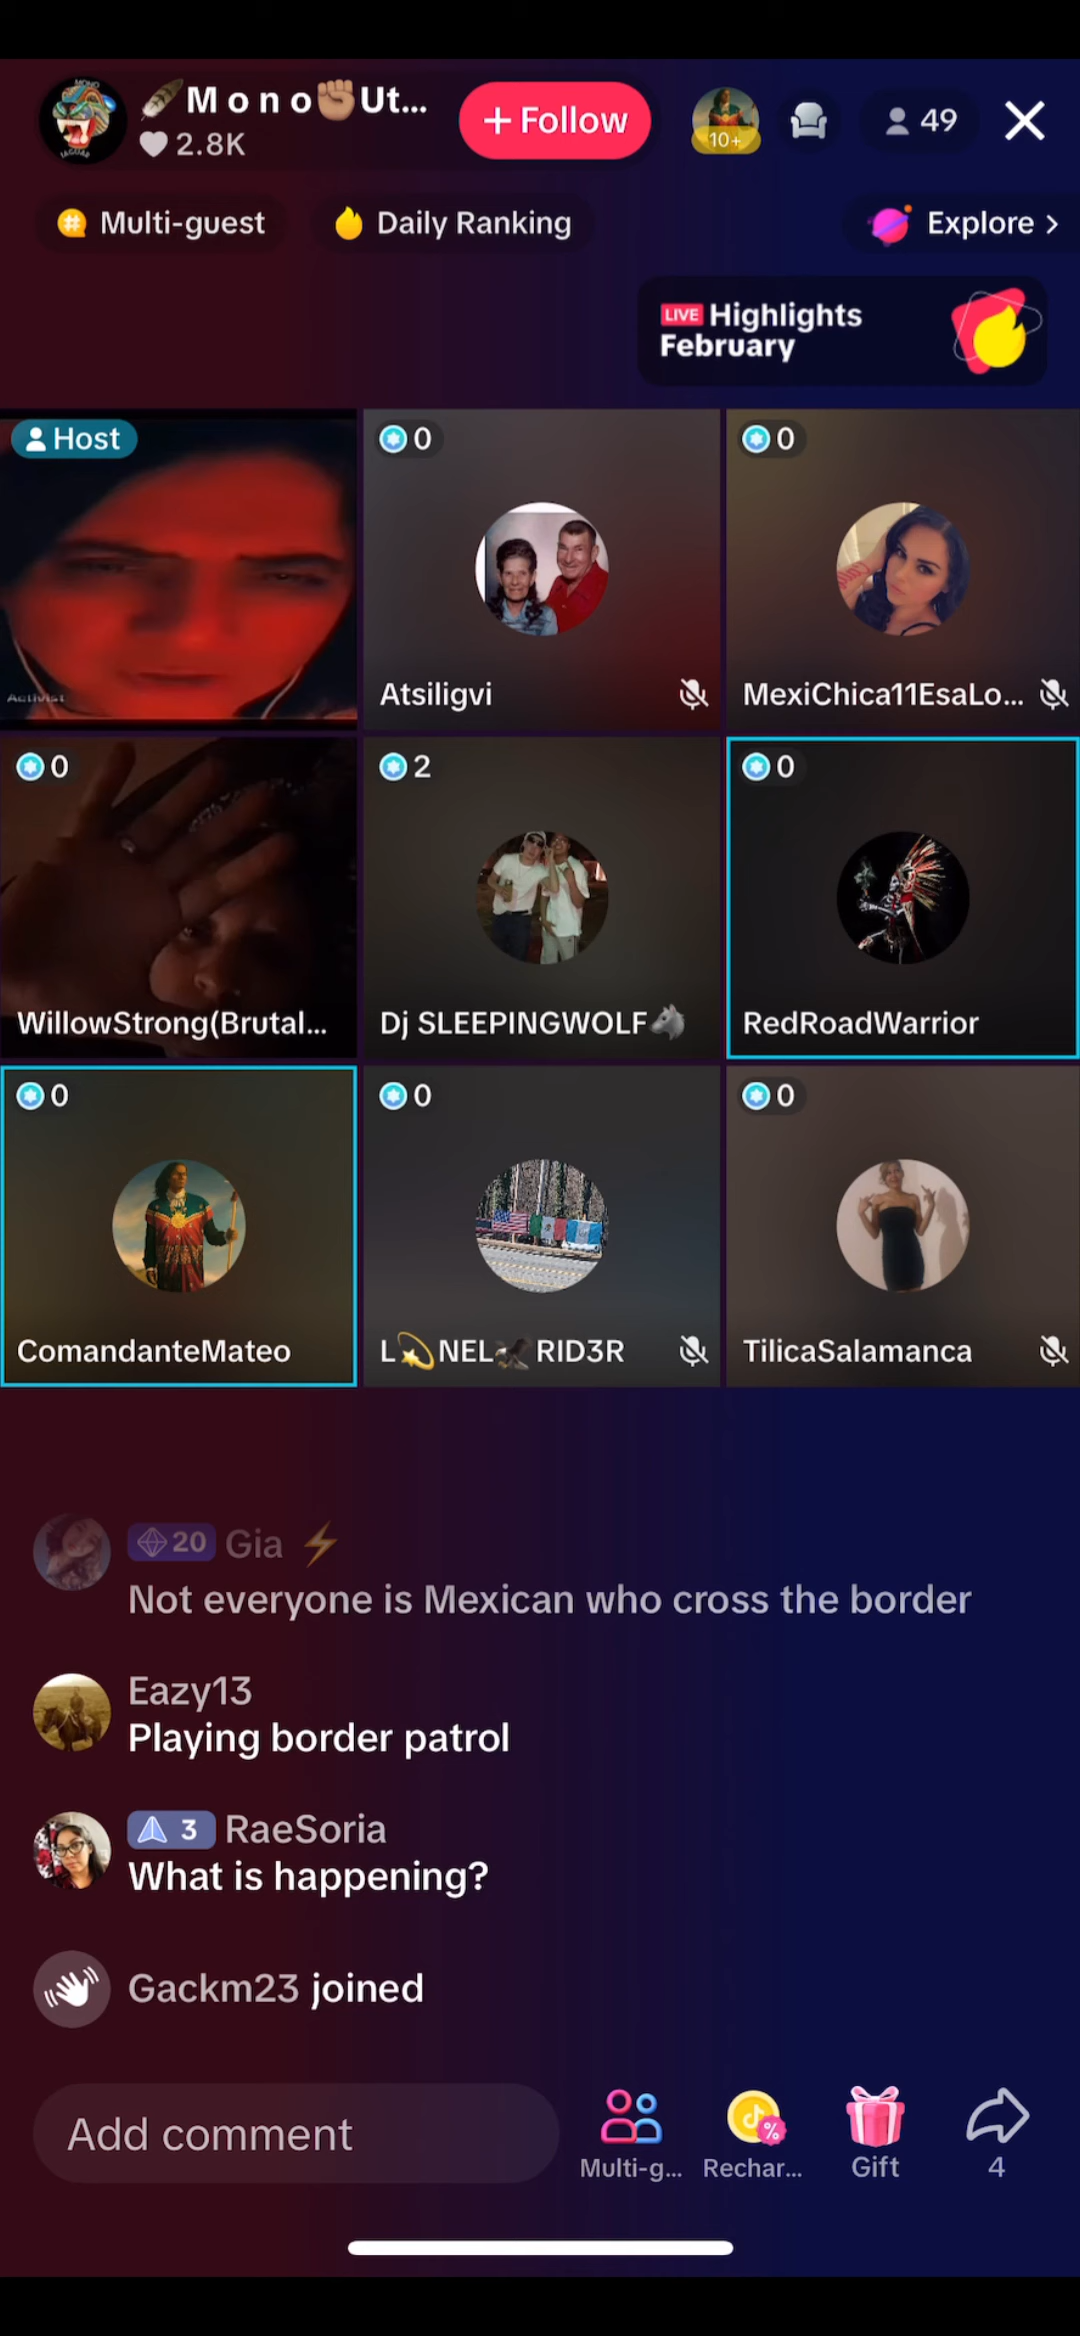 🪶M o n o✊🏽Ut...
2.8K
+ Follow
10+
49
Multi-guest
Daily Ranking
Explore >
LIVE Highlights
February
Host
Activist
0
Atsiligvi
0
MexiChica11EsaLo...
0
WillowStrong(Brutal...
2
Dj SLEEPINGWOLF🐺
0
RedRoadWarrior
0
ComandanteMateo
0
L💫NEL🦅RID3R
0
TilicaSalamanca
20 Gia ⚡
Not everyone is Mexican who cross the border
Eazy13
Playing border patrol
3 RaeSoria
What is happening?
Gackm23 joined
Add comment
Multi-g...
Rechar...
Gift
4